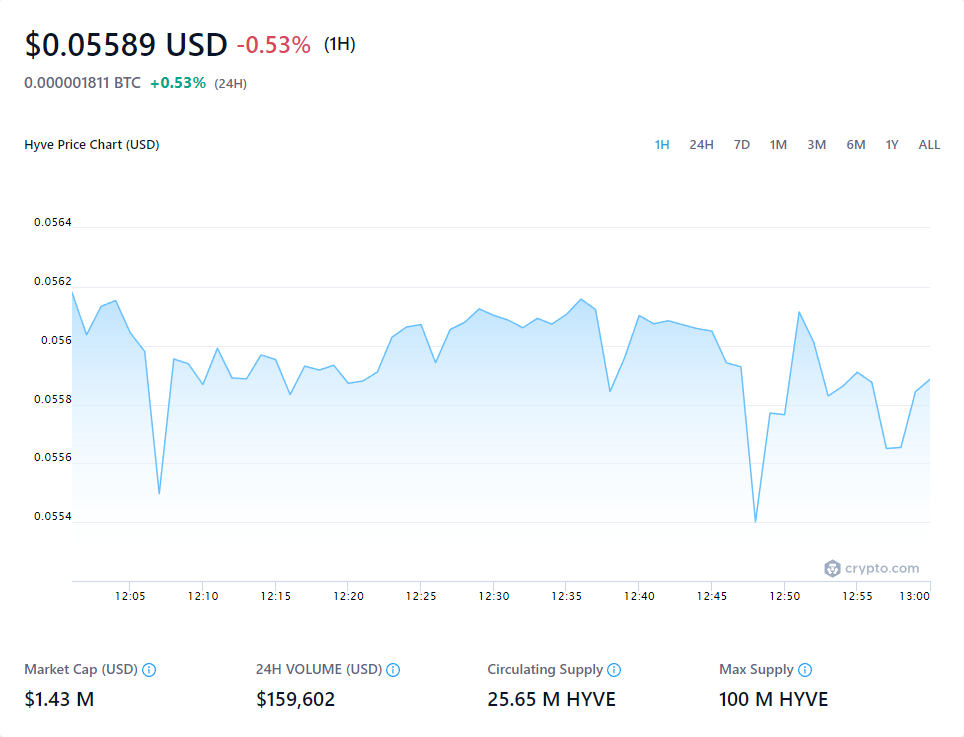 $0.05589 USD -0.53% (1H)
0.000001811 BTC +0.53% (24H)
Hyve Price Chart (USD) 1H 24H 7D 1M 3M 6M 1Y ALL
0.0564
0.0562
0.056
0.0558
0.0556
0.0554
crypto.com
12:05 12:10 12:15 12:20 12:25 12:30 12:35 12:40 12:45 12:50 12:55 13:00
Market Cap (USD) 24H VOLUME (USD) Circulating Supply Max Supply
$1.43 M $159,602 25.65 M HYVE 100 M HYVE